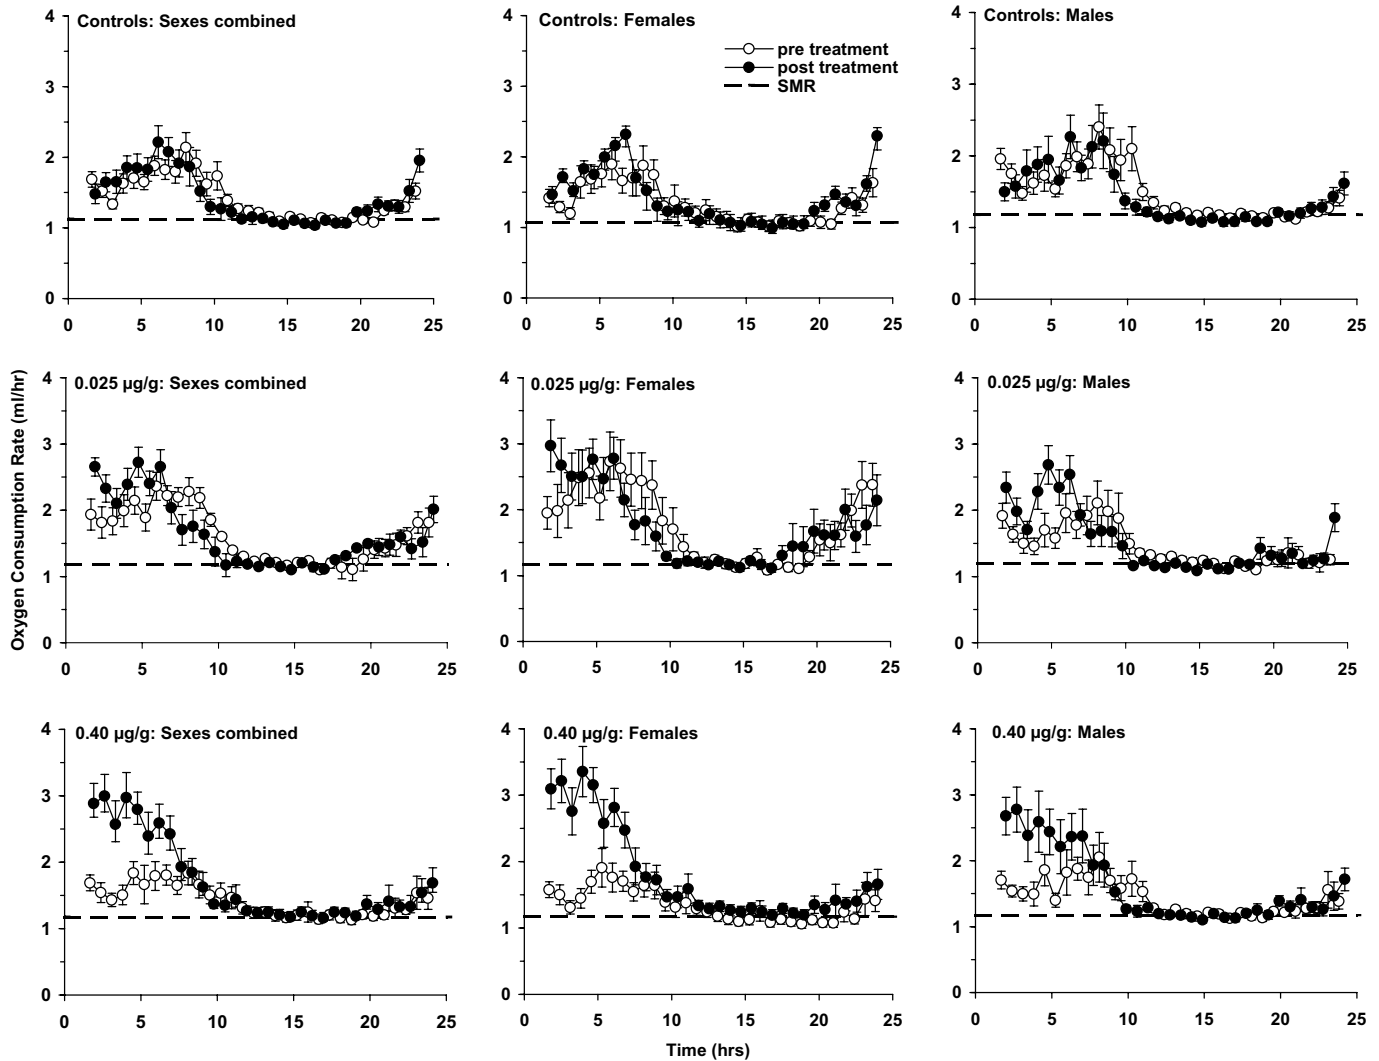 Controls: Sexes combined
4
3
2
1
0
0 5 10 15 20 25
Controls: Females
pre treatment
post treatment
SMR
4
3
2
1
0
0 5 10 15 20 25
Controls: Males
4
3
2
1
0
0 5 10 15 20 25
Oxygen Consumption Rate (ml/hr)
0.025 µg/g: Sexes combined
4
3
2
1
0
0 5 10 15 20 25
0.025 µg/g: Females
4
3
2
1
0
0 5 10 15 20 25
0.025 µg/g: Males
4
3
2
1
0
0 5 10 15 20 25
0.40 µg/g: Sexes combined
4
3
2
1
0
0 5 10 15 20 25
0.40 µg/g: Females
4
3
2
1
0
0 5 10 15 20 25
0.40 µg/g: Males
4
3
2
1
0
0 5 10 15 20 25
Time (hrs)